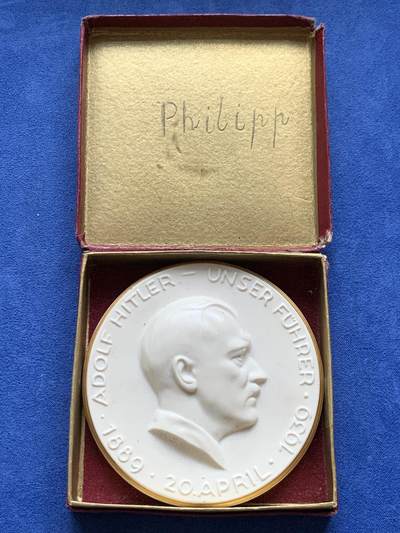 Philipp
ADOLF HITLER – UNSER FÜHRER
· 1889 · 20. APRIL · 1939 ·